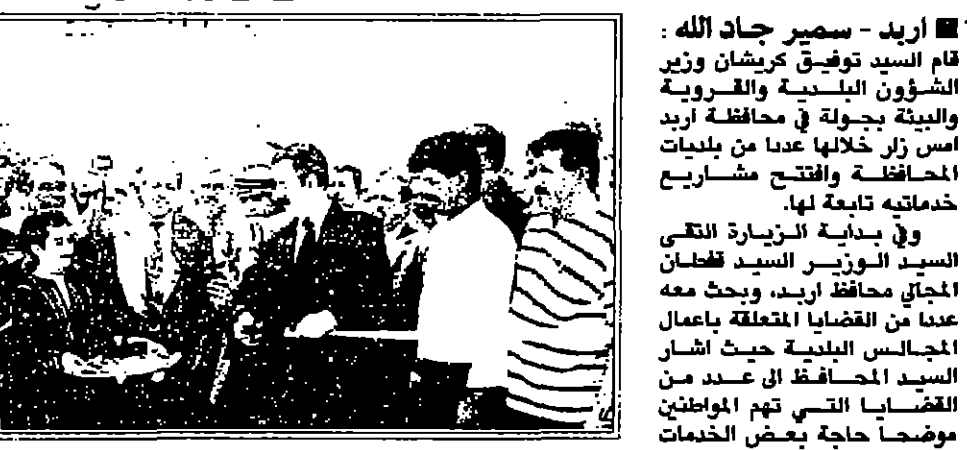 اربد - سمير جاد الله :
قام السيد توفيق كريشان وزير
الشؤون البلدية والقروية
والبيئة بجولة في محافظة اربد
امس زار خلالها عددا من بلديات
المحافظة وافتتح مشاريع
خدماتيه تابعة لها.
وفي بداية الزيارة التقى
السيد الوزير السيد قفطان
المجالي محافظ اربد، وبحث معه
عددا من القضايا المتعلقة باعمال
المجالس البلدية حيث اشار
السيد المحافظ الى عدد من
القضايا التي تهم المواطنين
موضحا حاجة بعض الخدمات